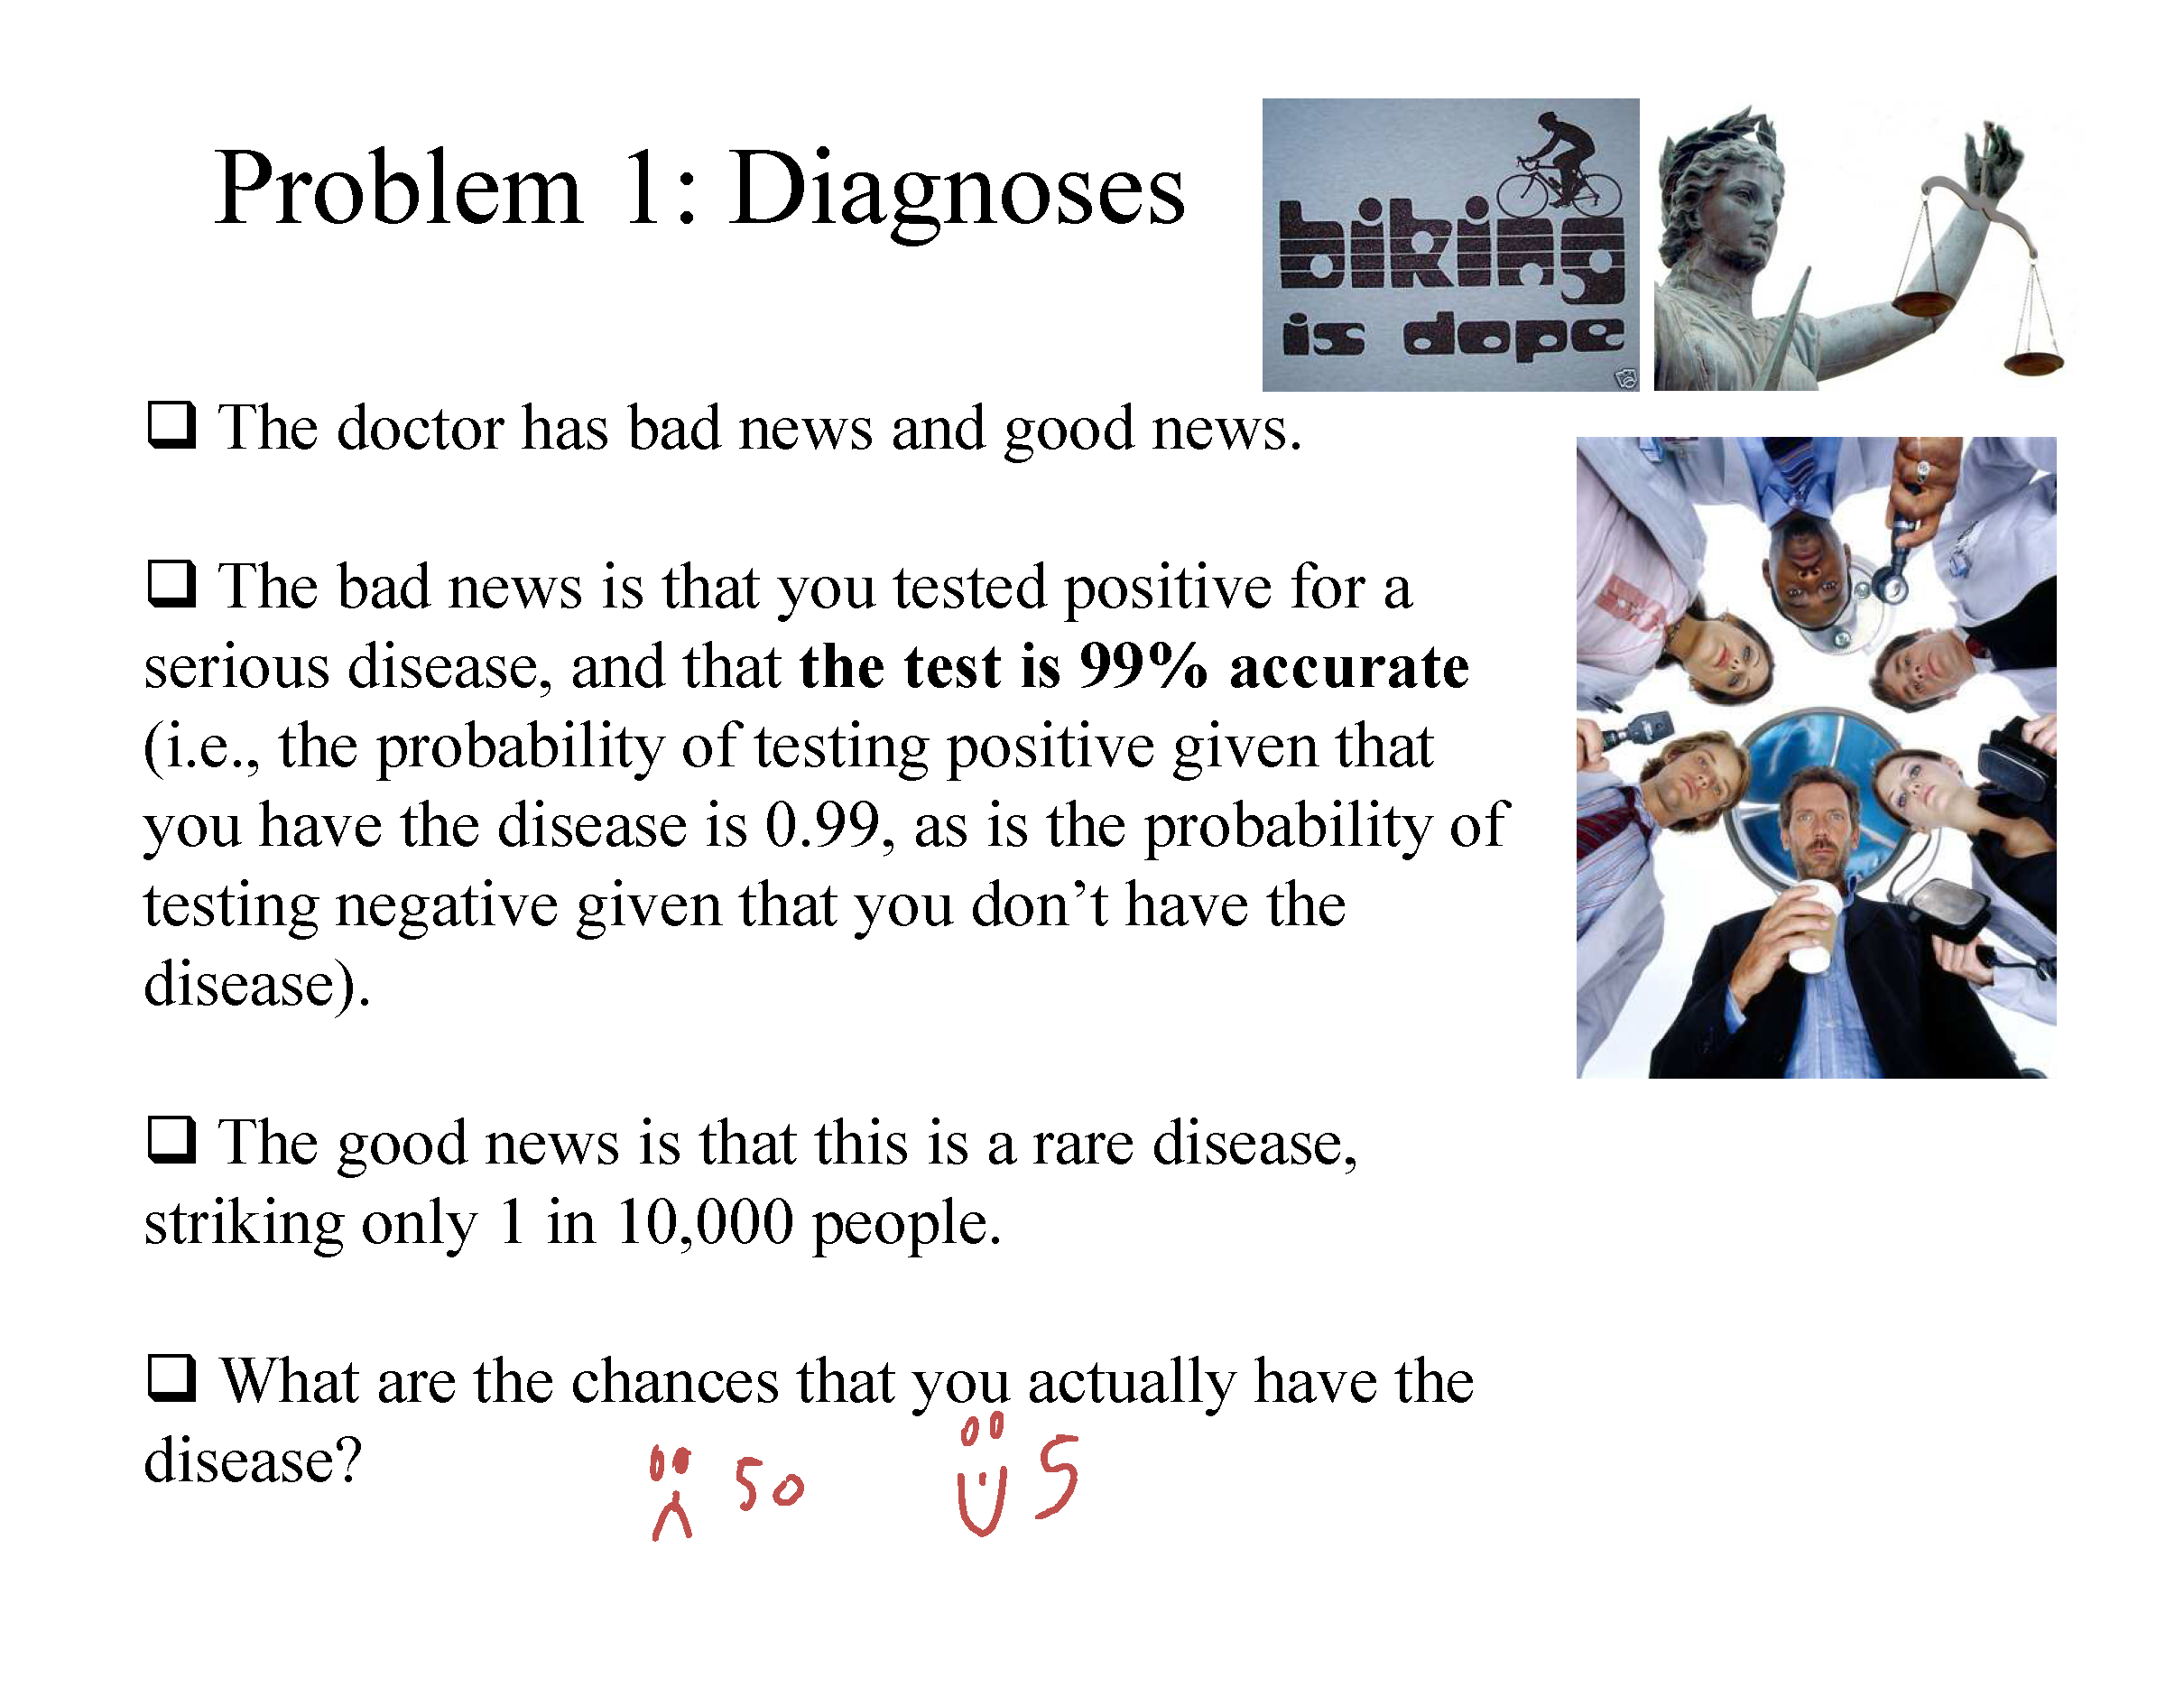 Problem 1: Diagnoses
biking
is dope
❑ The doctor has bad news and good news.
❑ The bad news is that you tested positive for a
serious disease, and that the test is 99% accurate
(i.e., the probability of testing positive given that
you have the disease is 0.99, as is the probability of
testing negative given that you don’t have the
disease).
❑ The good news is that this is a rare disease,
striking only 1 in 10,000 people.
❑ What are the chances that you actually have the
disease?
50
5